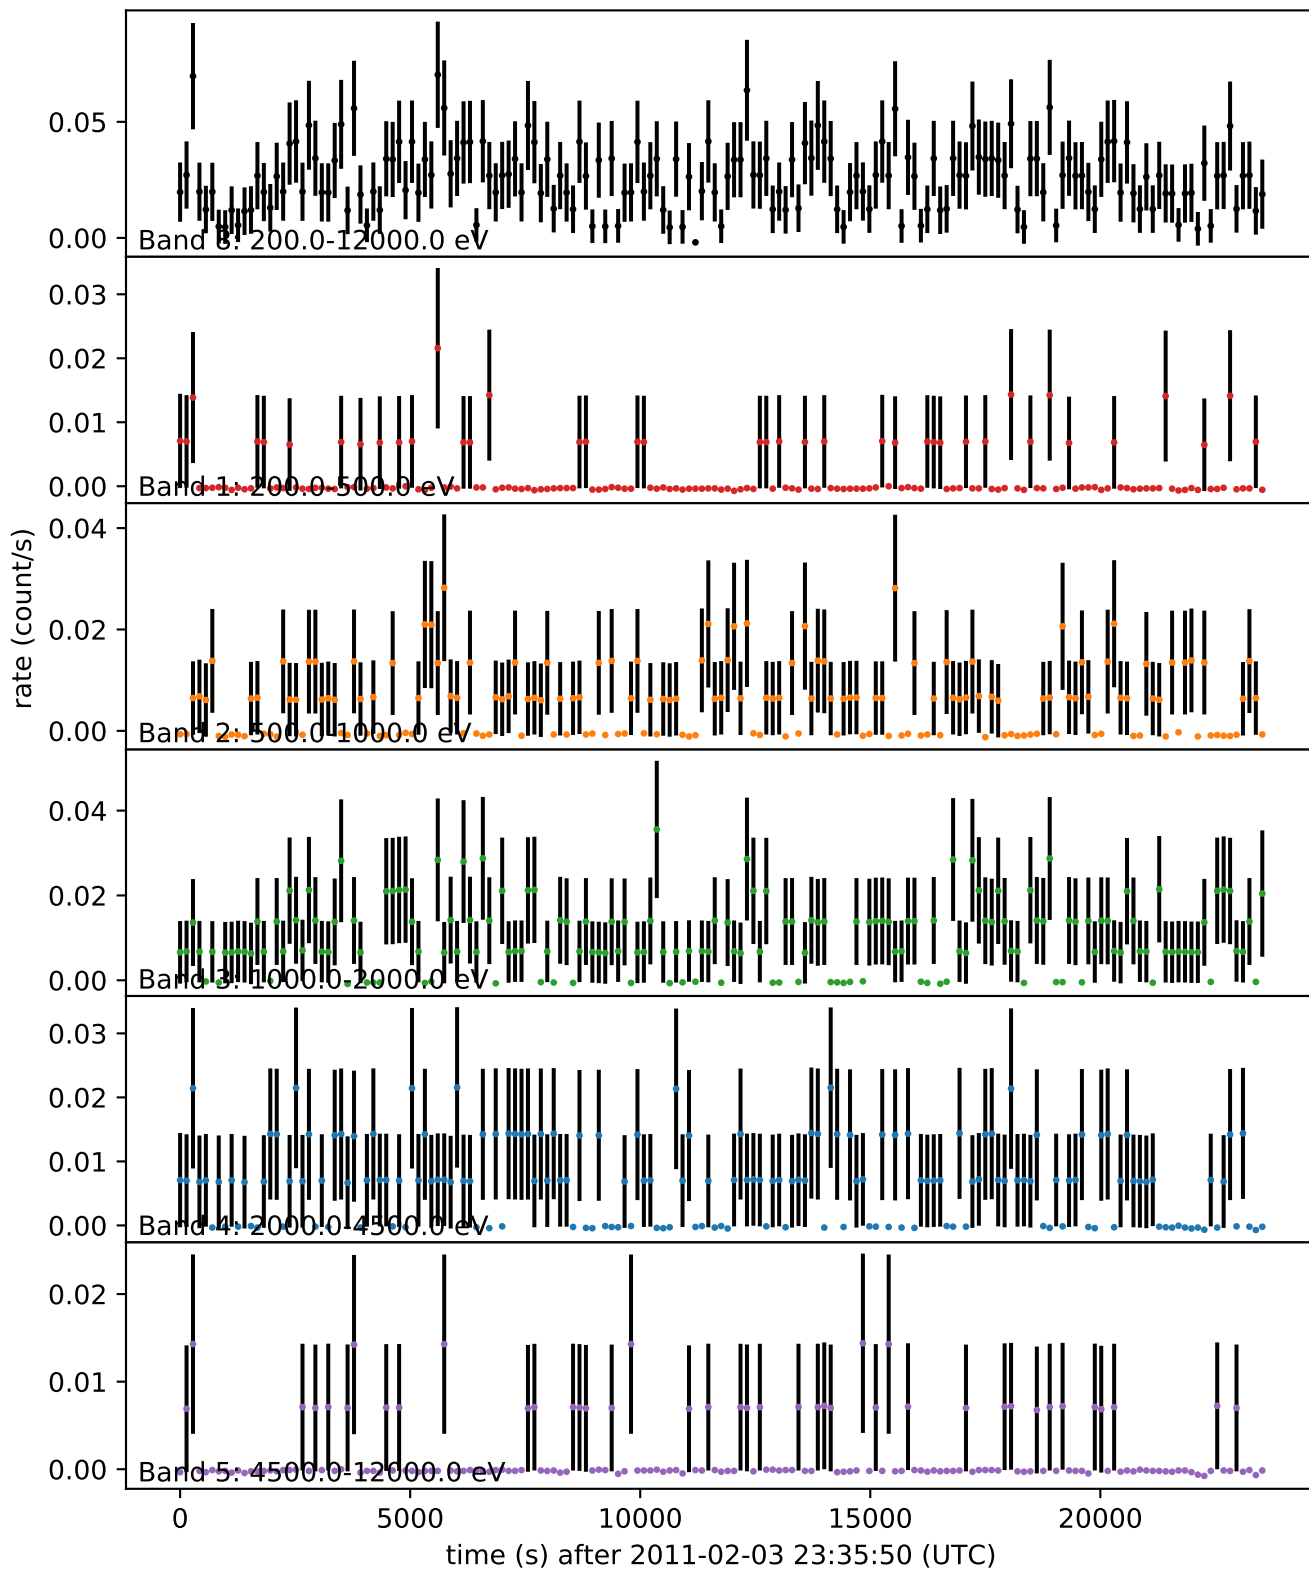 0.05
0.00
Band 8: 200.0-12000.0 eV
0.03
0.02
0.01
0.00
Band 1: 200.0-500.0 eV
rate (count/s)
0.04
0.02
0.00
Band 2: 500.0-1000.0 eV
0.04
0.02
0.00
Band 3: 1000.0-2000.0 eV
0.03
0.02
0.01
0.00
Band 4: 2000.0-4500.0 eV
0.02
0.01
0.00
Band 5: 4500.0-12000.0 eV
0 5000 10000 15000 20000
time (s) after 2011-02-03 23:35:50 (UTC)